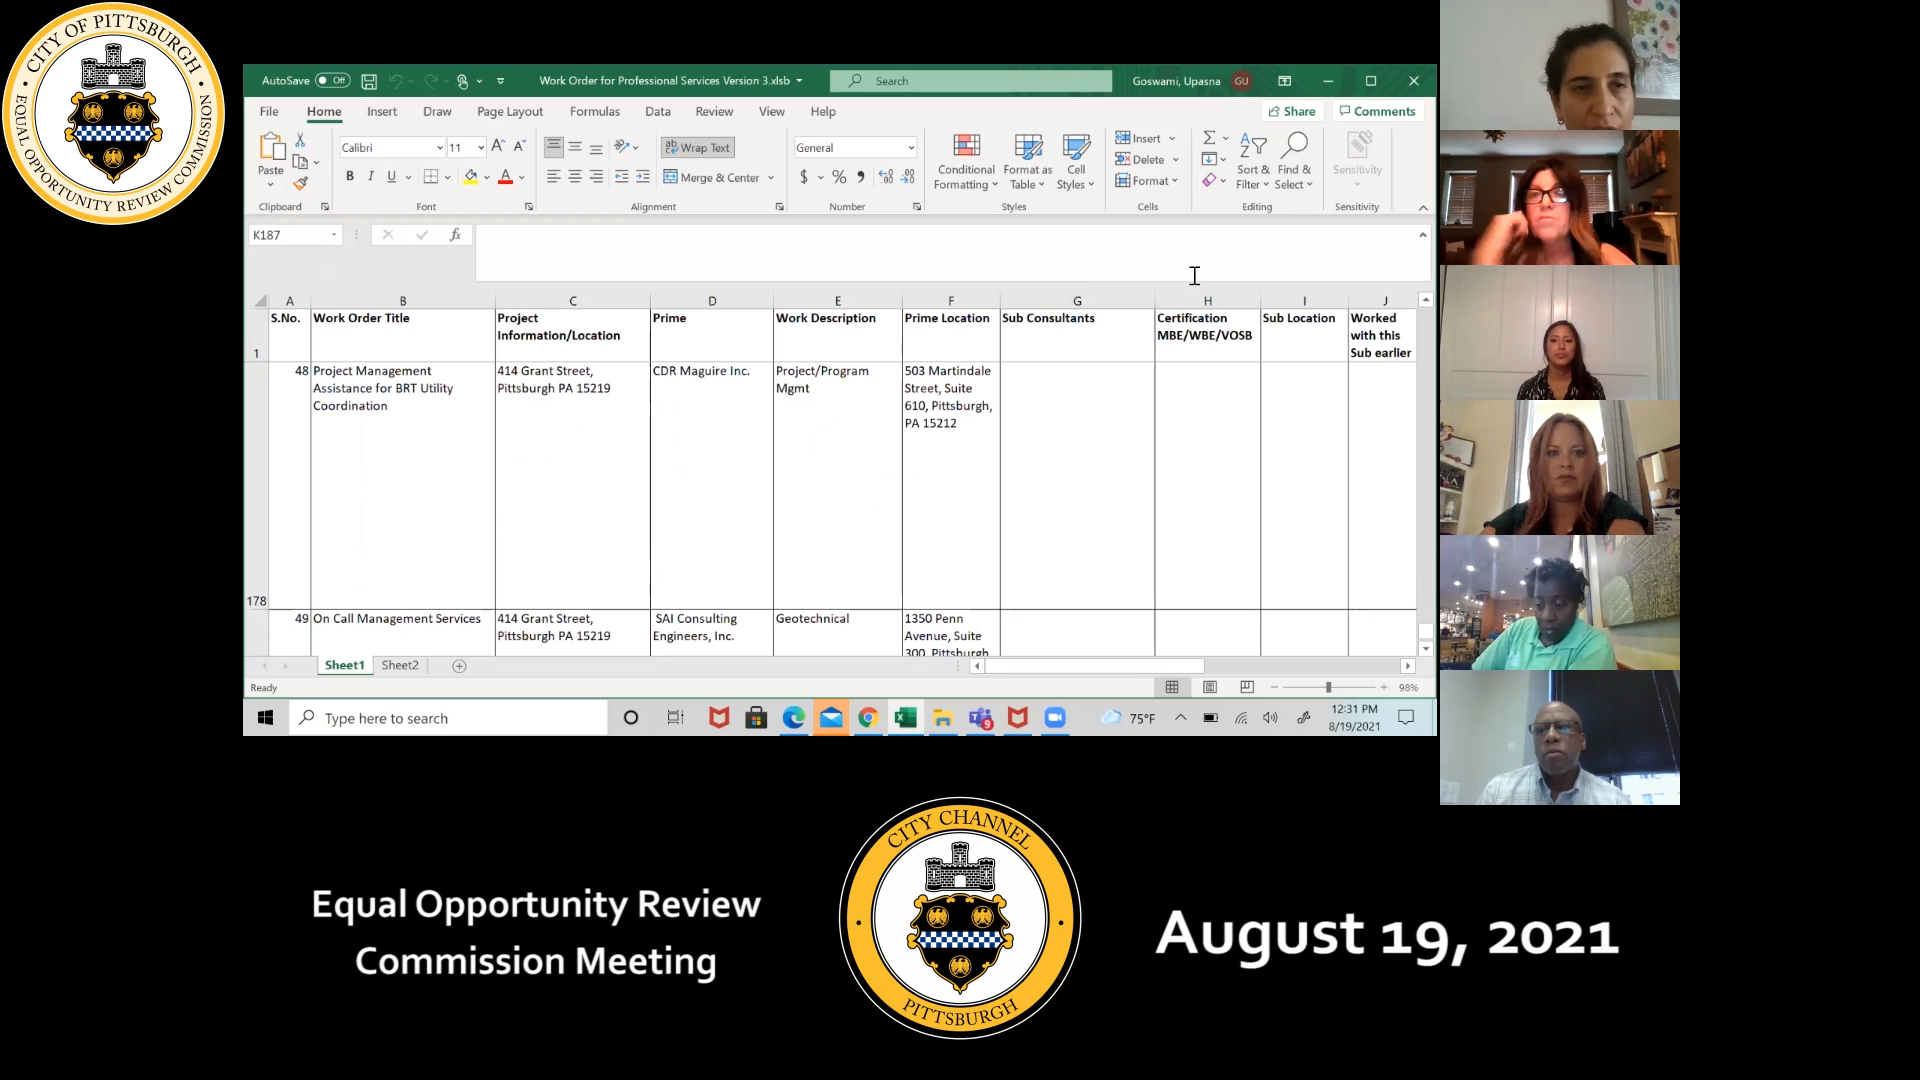 CITY OF PITTSBURGH
EQUAL OPPORTUNITY REVIEW COMMISSION
AutoSave Off
Work Order for Professional Services Version 3.xlsb
Search
Goswami, Upasna GU
File Home Insert Draw Page Layout Formulas Data Review View Help
Share Comments
Paste
Calibri 11
B I U
Wrap Text
Merge & Center
General
$ % ,
Conditional Formatting
Format as Table
Cell Styles
Insert
Delete
Format
Sort & Filter
Find & Select
Sensitivity
Clipboard Font Alignment Number Styles Cells Editing Sensitivity
K187 fx
A B C D E F G H I J
S.No. Work Order Title Project Information/Location Prime Work Description Prime Location Sub Consultants Certification MBE/WBE/VOSB Sub Location Worked with this Sub earlier
1
48 Project Management Assistance for BRT Utility Coordination 414 Grant Street, Pittsburgh PA 15219 CDR Maguire Inc. Project/Program Mgmt 503 Martindale Street, Suite 610, Pittsburgh, PA 15212
178
49 On Call Management Services 414 Grant Street, Pittsburgh PA 15219 SAI Consulting Engineers, Inc. Geotechnical 1350 Penn Avenue, Suite 300, Pittsburgh
Sheet1 Sheet2
Ready
98%
Type here to search
9
75°F
12:31 PM
8/19/2021
Equal Opportunity Review
Commission Meeting
CITY CHANNEL
PITTSBURGH
August 19, 2021